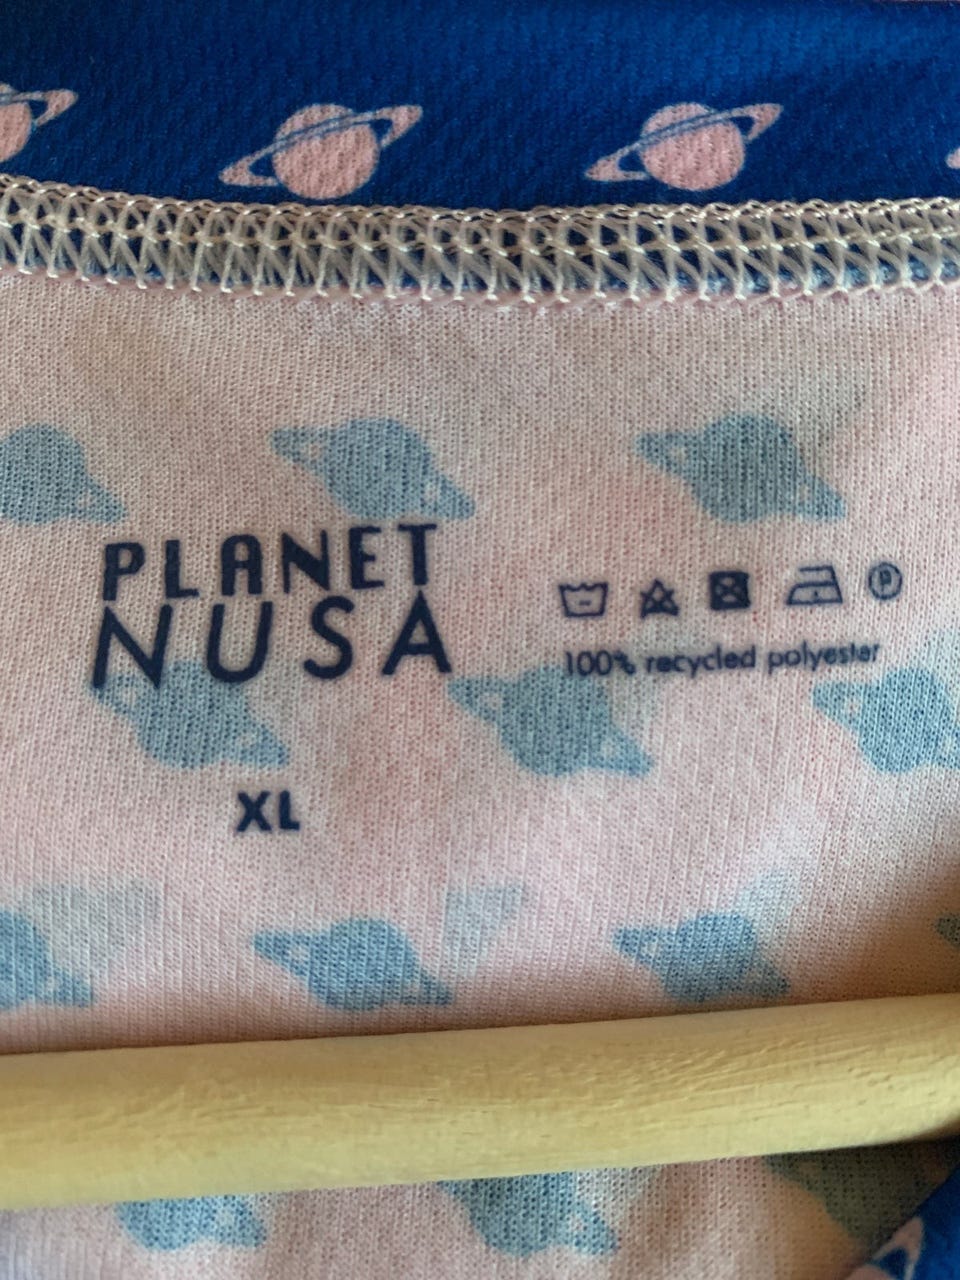 PLANET
NUSA
XL
P
100% recycled polyester